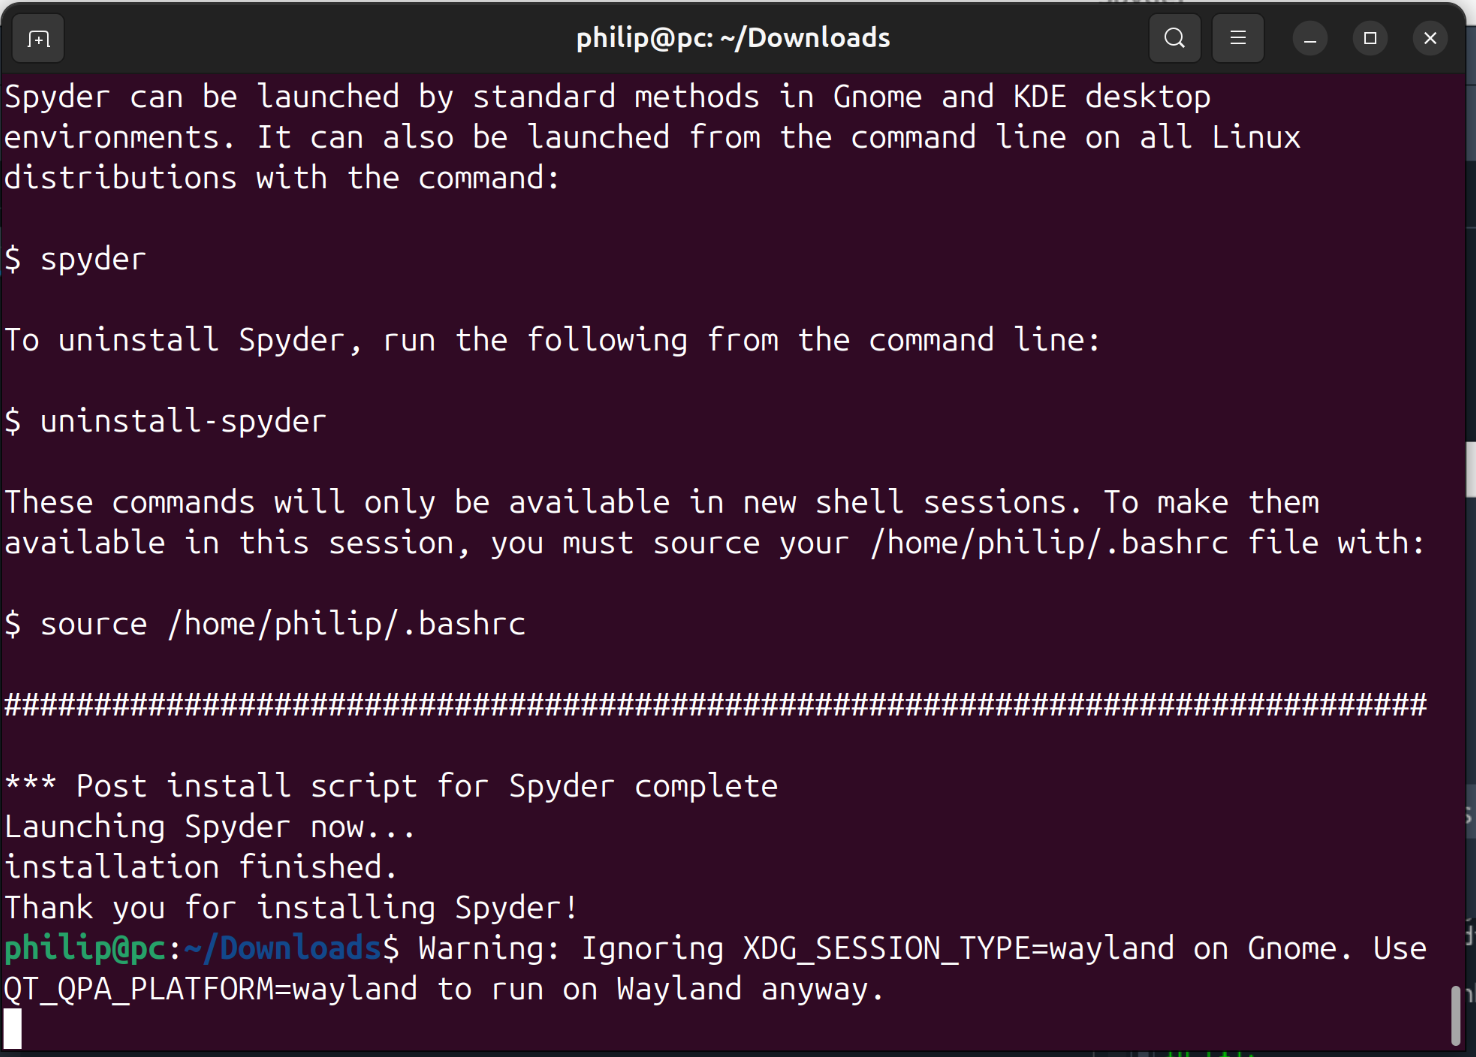 philip@pc: ~/Downloads
Spyder can be launched by standard methods in Gnome and KDE desktop
environments. It can also be launched from the command line on all Linux
distributions with the command:
$ spyder
To uninstall Spyder, run the following from the command line:
$ uninstall-spyder
These commands will only be available in new shell sessions. To make them
available in this session, you must source your /home/philip/.bashrc file with:
$ source /home/philip/.bashrc
###############################################################################
*** Post install script for Spyder complete
Launching Spyder now...
installation finished.
Thank you for installing Spyder!
philip@pc:~/Downloads$ Warning: Ignoring XDG_SESSION_TYPE=wayland on Gnome. Use
QT_QPA_PLATFORM=wayland to run on Wayland anyway.